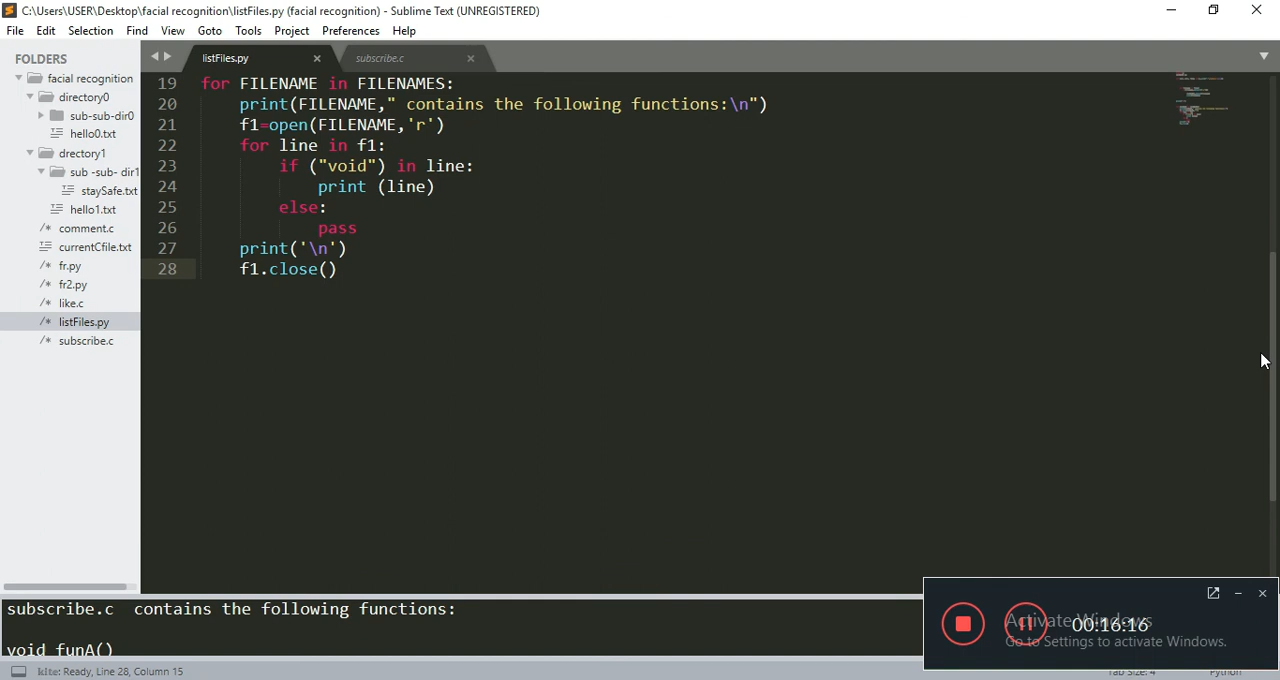 C:\Users\USER\Desktop\facial recognition\listFiles.py (facial recognition) - Sublime Text (UNREGISTERED)
File Edit Selection Find View Goto Tools Project Preferences Help
FOLDERS
facial recognition
directory0
sub-sub-dir0
hello0.txt
drectory1
sub -sub- dir1
staySafe.txt
hello1.txt
/* comment.c
currentCfile.txt
/* fr.py
/* fr2.py
/* like.c
/* listFiles.py
/* subscribe.c
listFiles.py
subscribe.c
19 for FILENAME in FILENAMES:
20 print(FILENAME," contains the following functions:\n")
21 f1=open(FILENAME,'r')
22 for line in f1:
23 if ("void") in line:
24 print (line)
25 else:
26 pass
27 print('\n')
28 f1.close()
subscribe.c contains the following functions:
void funA()
00:16:16
Activate Windows
Go to Settings to activate Windows.
kite: Ready, Line 28, Column 15
Tab Size: 4
Python